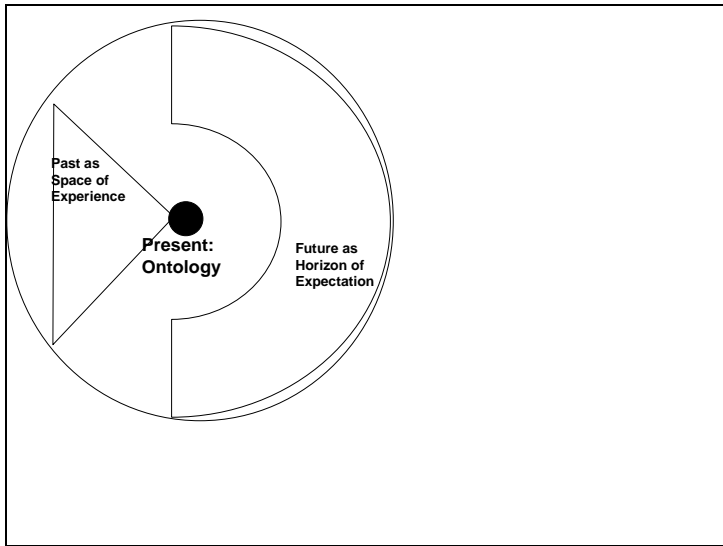 Past as
Space of
Experience
Present:
Ontology
Future as
Horizon of
Expectation